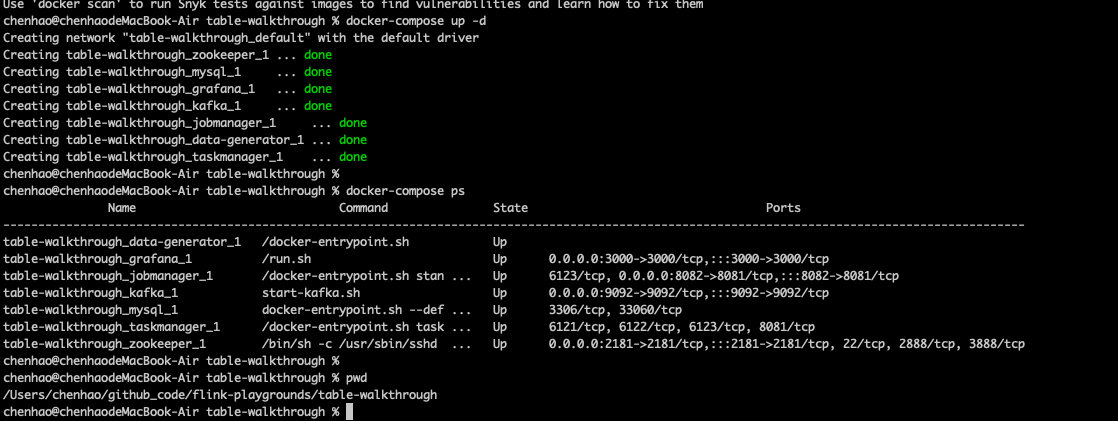 Use 'docker scan' to run Snyk tests against images to find vulnerabilities and learn how to fix them
chenhao@chenhaodeMacBook-Air table-walkthrough % docker-compose up -d
Creating network "table-walkthrough_default" with the default driver
Creating table-walkthrough_zookeeper_1 ... done
Creating table-walkthrough_mysql_1     ... done
Creating table-walkthrough_grafana_1   ... done
Creating table-walkthrough_kafka_1     ... done
Creating table-walkthrough_jobmanager_1     ... done
Creating table-walkthrough_data-generator_1 ... done
Creating table-walkthrough_taskmanager_1    ... done
chenhao@chenhaodeMacBook-Air table-walkthrough %
chenhao@chenhaodeMacBook-Air table-walkthrough % docker-compose ps
Name Command State Ports
--------------------------------------------------------------------------------------------------------------------------------------------------
table-walkthrough_data-generator_1   /docker-entrypoint.sh            Up
table-walkthrough_grafana_1          /run.sh                          Up      0.0.0.0:3000->3000/tcp,:::3000->3000/tcp
table-walkthrough_jobmanager_1       /docker-entrypoint.sh stan ...   Up      6123/tcp, 0.0.0.0:8082->8081/tcp,:::8082->8081/tcp
table-walkthrough_kafka_1            start-kafka.sh                   Up      0.0.0.0:9092->9092/tcp,:::9092->9092/tcp
table-walkthrough_mysql_1            docker-entrypoint.sh --def ...   Up      3306/tcp, 33060/tcp
table-walkthrough_taskmanager_1      /docker-entrypoint.sh task ...   Up      6121/tcp, 6122/tcp, 6123/tcp, 8081/tcp
table-walkthrough_zookeeper_1        /bin/sh -c /usr/sbin/sshd  ...   Up      0.0.0.0:2181->2181/tcp,:::2181->2181/tcp, 22/tcp, 2888/tcp, 3888/tcp
chenhao@chenhaodeMacBook-Air table-walkthrough %
chenhao@chenhaodeMacBook-Air table-walkthrough % pwd
/Users/chenhao/github_code/flink-playgrounds/table-walkthrough
chenhao@chenhaodeMacBook-Air table-walkthrough %